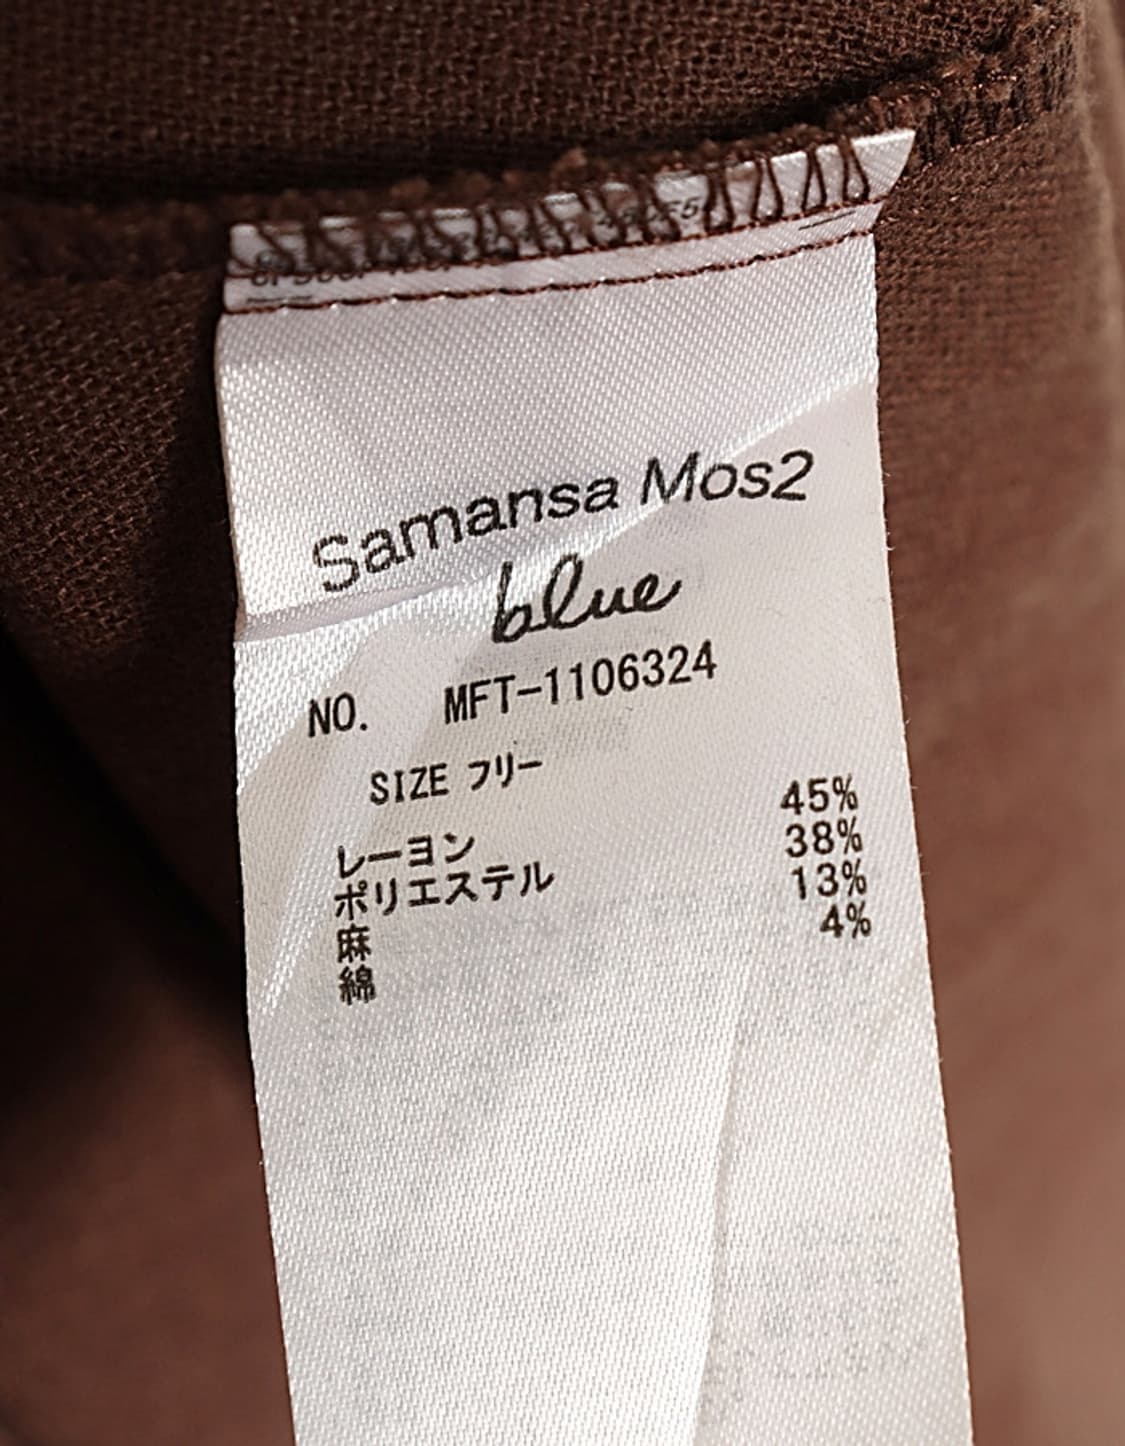 Samansa Mos2
blue
NO. MFT-1106324
SIZE フリー
レーヨン 45%
ポリエステル 38%
麻 13%
綿 4%